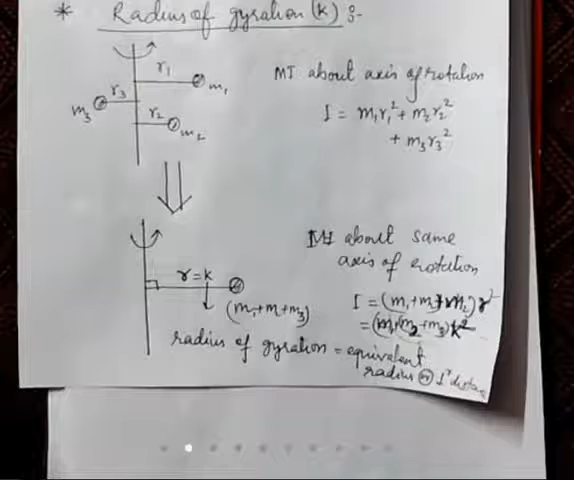 * Radius of gyration (k) :-
r₁
m₁
r₃
m₃
r₂
m₂
MI about axis of rotation
I = m₁r₁² + m₂r₂²
+ m₃r₃²
r = k
(m₁+m+m₃)
MI about same
axis of rotation
I = (m₁+m₂+m₃) r²
= (m₁+m₂+m₃)k²
radius of gyration = equivalent
radius or ⊥ʳ distance